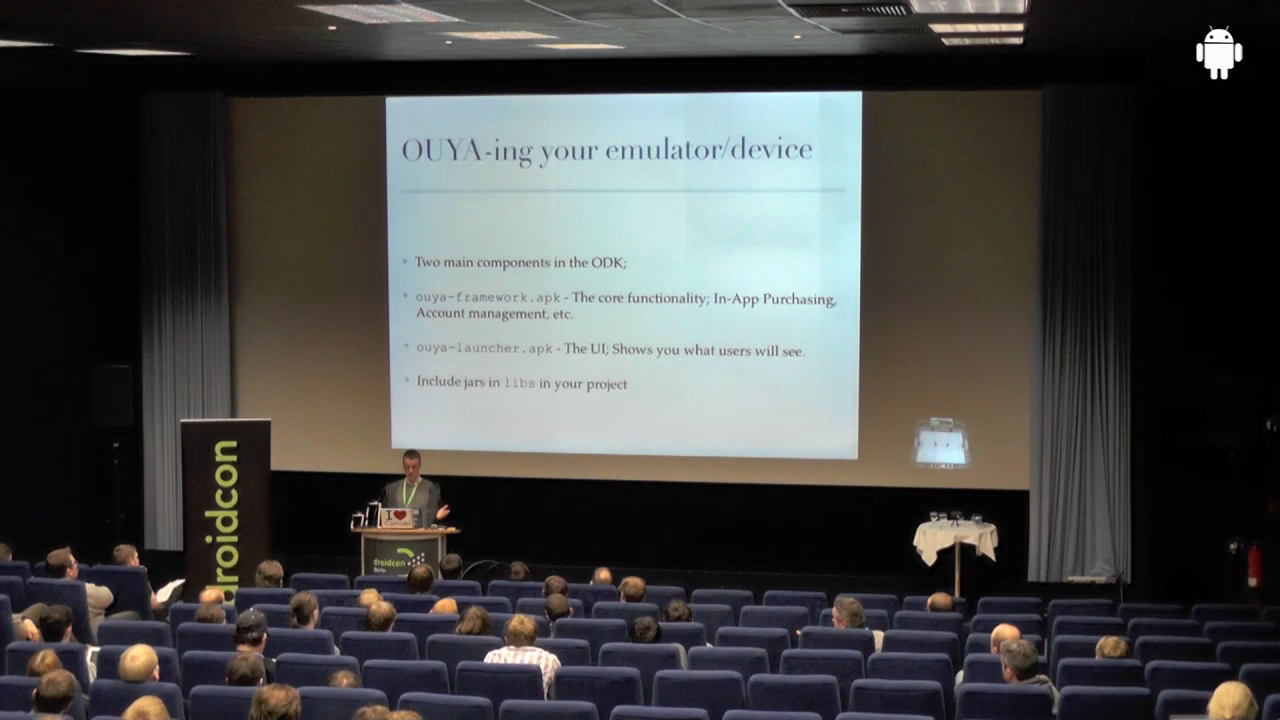 OUYA-ing your emulator/device
Two main components in the ODK;
ouya-framework.apk - The core functionality; In-App Purchasing,
Account management, etc.
ouya-launcher.apk - The UI; Shows you what users will see.
Include jars in libs in your project
droidcon
I
droidcon
Berlin